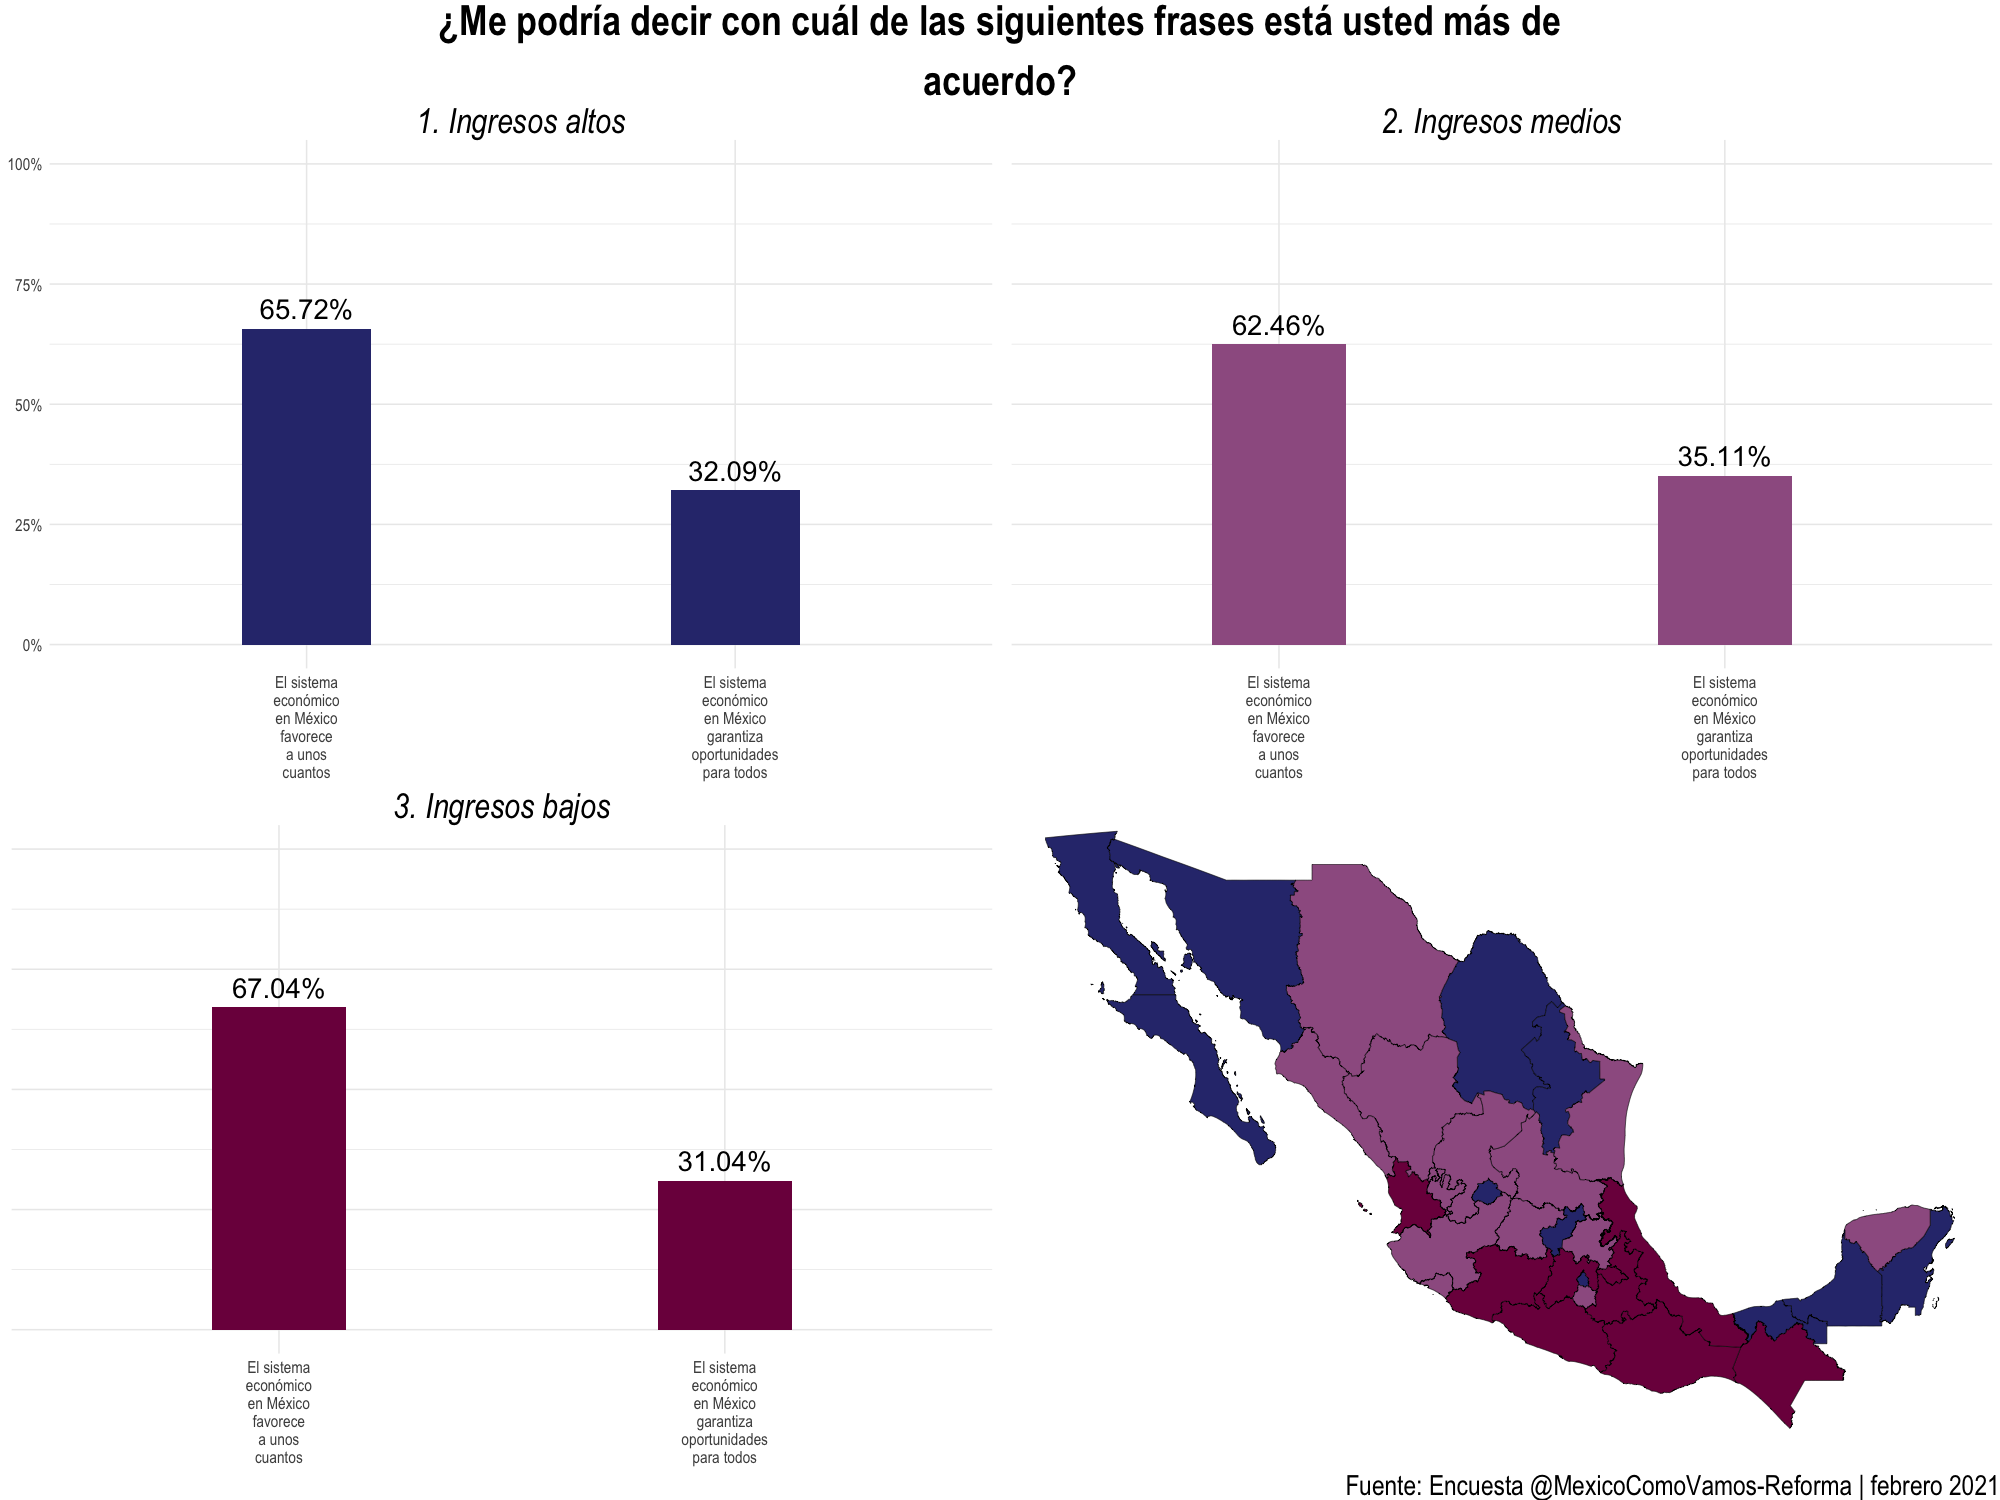 ¿Me podría decir con cuál de las siguientes frases está usted más de
acuerdo?
1. Ingresos altos
100%
75%
50%
25%
0%
65.72%
32.09%
El sistema
económico
en México
favorece
a unos
cuantos
El sistema
económico
en México
garantiza
oportunidades
para todos
2. Ingresos medios
62.46%
35.11%
El sistema
económico
en México
favorece
a unos
cuantos
El sistema
económico
en México
garantiza
oportunidades
para todos
3. Ingresos bajos
67.04%
31.04%
El sistema
económico
en México
favorece
a unos
cuantos
El sistema
económico
en México
garantiza
oportunidades
para todos
Fuente: Encuesta @MexicoComoVamos-Reforma | febrero 2021